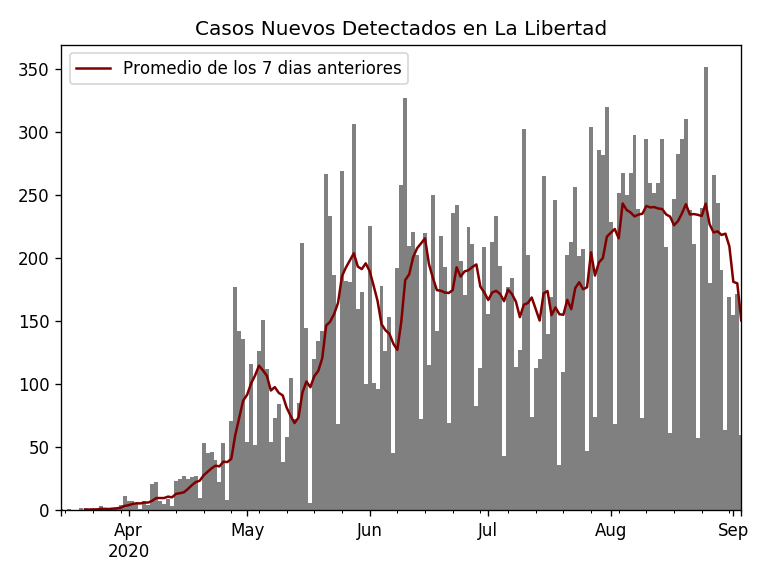 Casos Nuevos Detectados en La Libertad
Promedio de los 7 dias anteriores
350
300
250
200
150
100
50
0
Apr
2020
May
Jun
Jul
Aug
Sep